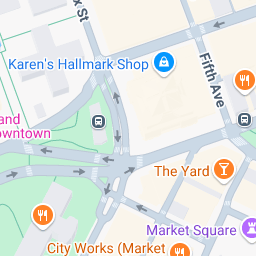 x St
Karen's Hallmark Shop
Fifth Ave
and
owntown
The Yard
Market Square
City Works (Market